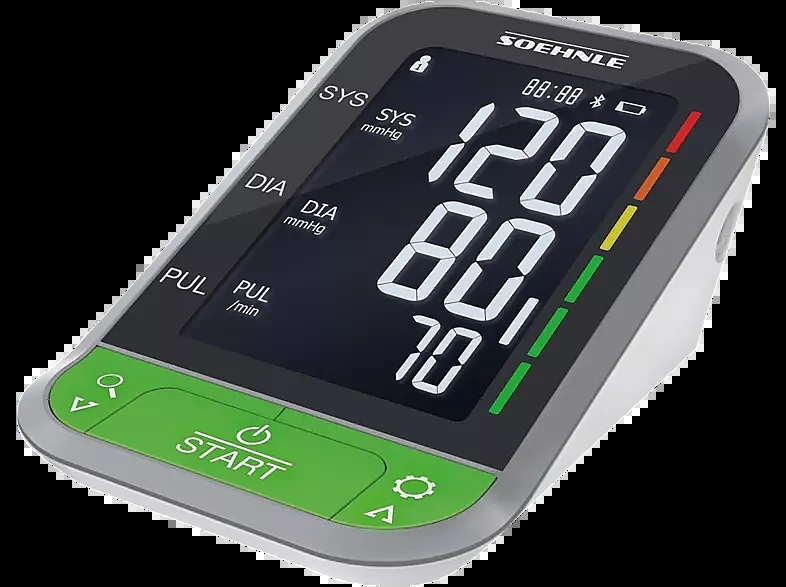 SOEHNLE
88:88
SYS
SYS
mmHg
120
DIA
DIA
mmHg
80
PUL
PUL
/min
70
START